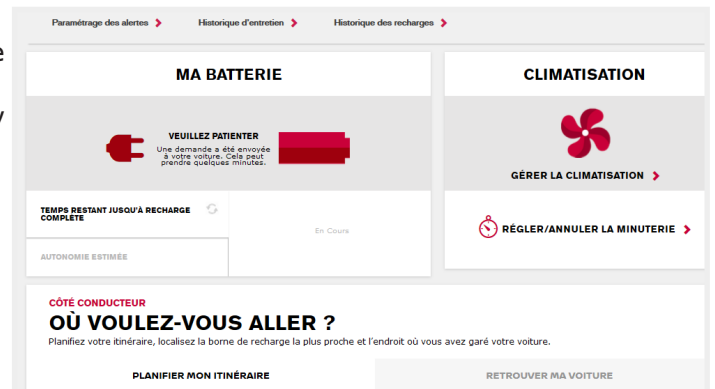 Paramétrage des alertes
Historique d'entretien
Historique des recharges
e
y
MA BATTERIE
VEUILLEZ PATIENTER
Une demande a été envoyée
à votre voiture. Cela peut
prendre quelques minutes.
TEMPS RESTANT JUSQU'À RECHARGE
COMPLÈTE
En Cours
AUTONOMIE ESTIMÉE
CLIMATISATION
GÉRER LA CLIMATISATION
RÉGLER/ANNULER LA MINUTERIE
CÔTÉ CONDUCTEUR
OÙ VOULEZ-VOUS ALLER ?
Planifiez votre itinéraire, localisez la borne de recharge la plus proche et l'endroit où vous avez garé votre voiture.
PLANIFIER MON ITINÉRAIRE
RETROUVER MA VOITURE